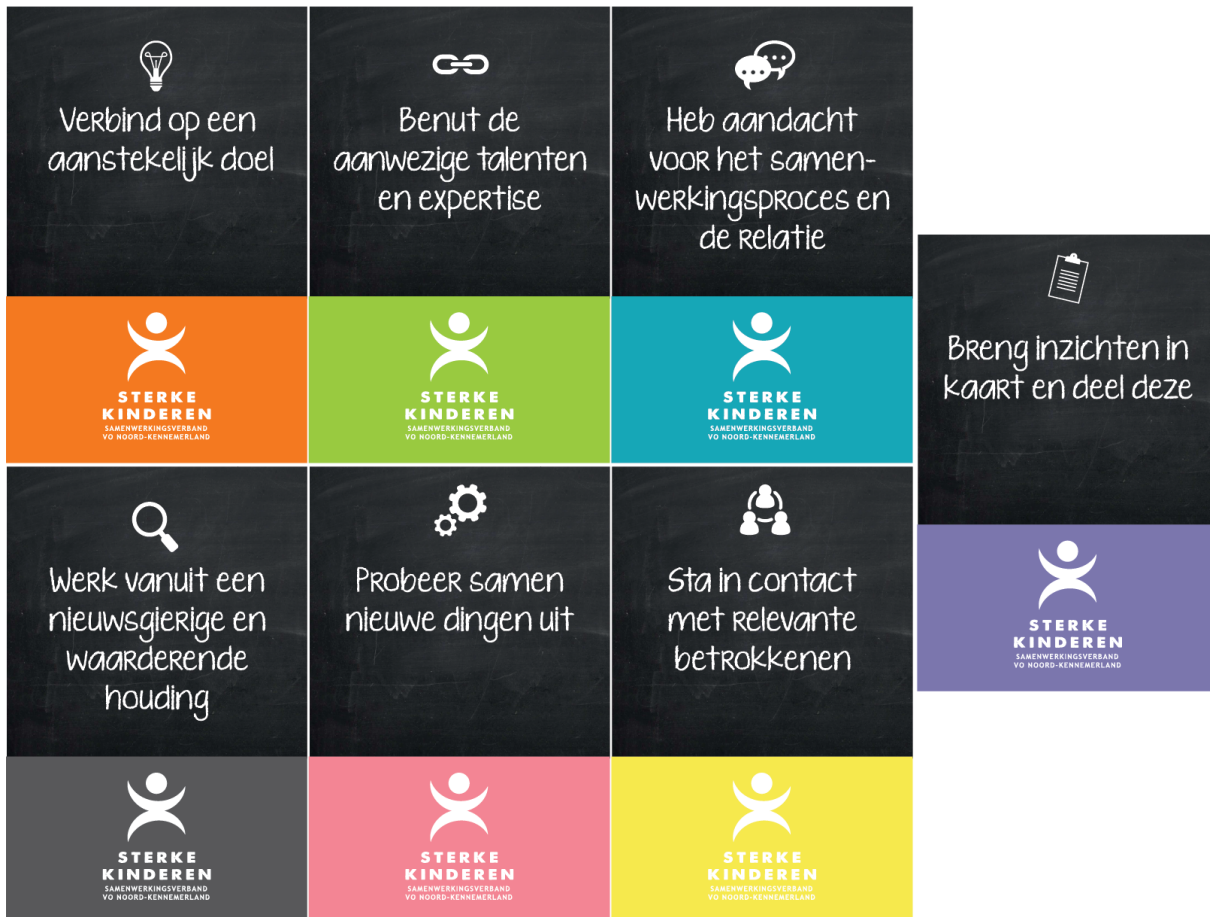 Verbind op een
aanstekelijk doel
STERKE
KINDEREN
SAMENWERKINGSVERBAND
VO NOORD-KENNEMERLAND
Benut de
aanwezige talenten
en expertise
STERKE
KINDEREN
SAMENWERKINGSVERBAND
VO NOORD-KENNEMERLAND
Heb aandacht
voor het samen-
werkingsproces en
de relatie
STERKE
KINDEREN
SAMENWERKINGSVERBAND
VO NOORD-KENNEMERLAND
Breng inzichten in
kaart en deel deze
STERKE
KINDEREN
SAMENWERKINGSVERBAND
VO NOORD-KENNEMERLAND
Werk vanuit een
nieuwsgierige en
waarderende
houding
STERKE
KINDEREN
SAMENWERKINGSVERBAND
VO NOORD-KENNEMERLAND
Probeer samen
nieuwe dingen uit
STERKE
KINDEREN
SAMENWERKINGSVERBAND
VO NOORD-KENNEMERLAND
Sta in contact
met relevante
betrokkenen
STERKE
KINDEREN
SAMENWERKINGSVERBAND
VO NOORD-KENNEMERLAND